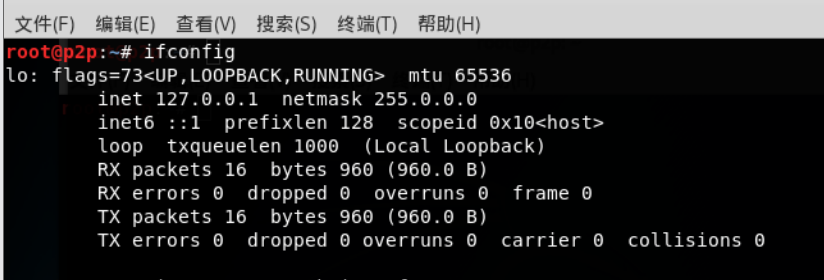 文件(F) 编辑(E) 查看(V) 搜索(S) 终端(T) 帮助(H)
root@p2p:~# ifconfig
lo: flags=73<UP,LOOPBACK,RUNNING>  mtu 65536
        inet 127.0.0.1  netmask 255.0.0.0
        inet6 ::1  prefixlen 128  scopeid 0x10<host>
        loop  txqueuelen 1000  (Local Loopback)
        RX packets 16  bytes 960 (960.0 B)
        RX errors 0  dropped 0  overruns 0  frame 0
        TX packets 16  bytes 960 (960.0 B)
        TX errors 0  dropped 0 overruns 0  carrier 0  collisions 0